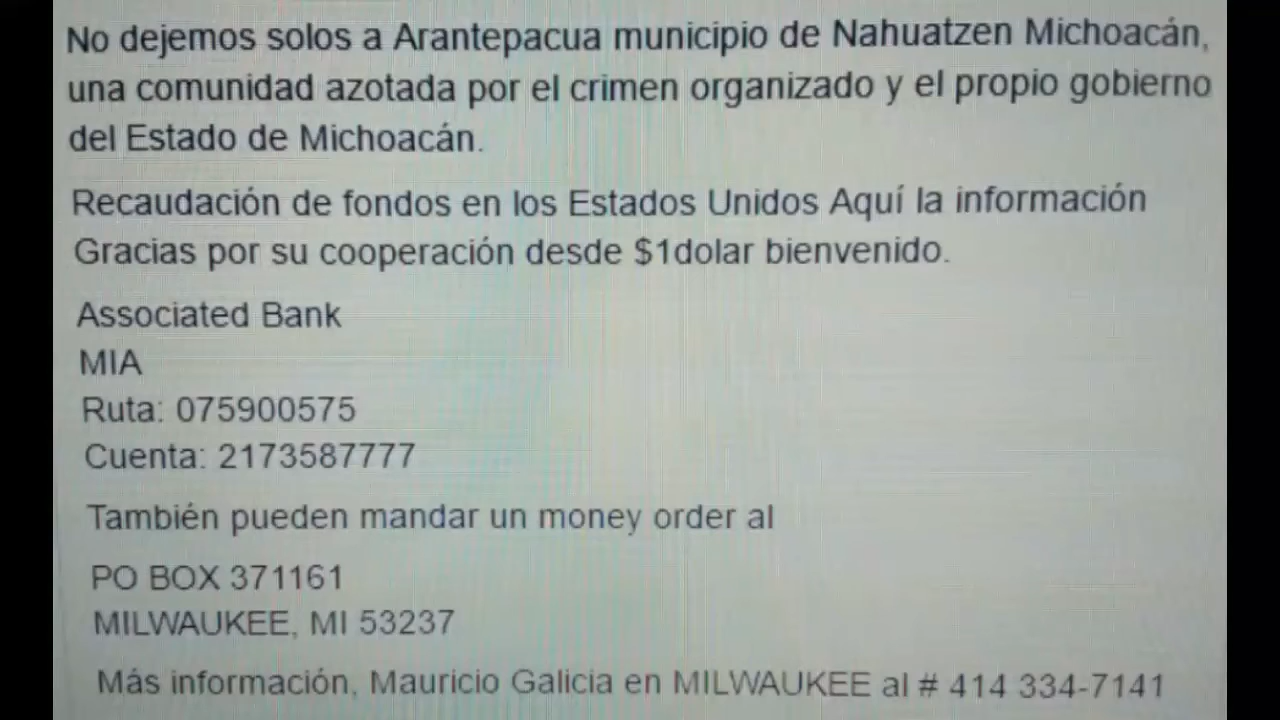 No dejemos solos a Arantepacua municipio de Nahuatzen Michoacán,
una comunidad azotada por el crimen organizado y el propio gobierno
del Estado de Michoacán.
Recaudación de fondos en los Estados Unidos Aquí la información
Gracias por su cooperación desde $1dolar bienvenido.
Associated Bank
MIA
Ruta: 075900575
Cuenta: 2173587777
También pueden mandar un money order al
PO BOX 371161
MILWAUKEE, MI 53237
Más información, Mauricio Galicia en MILWAUKEE al # 414 334-7141